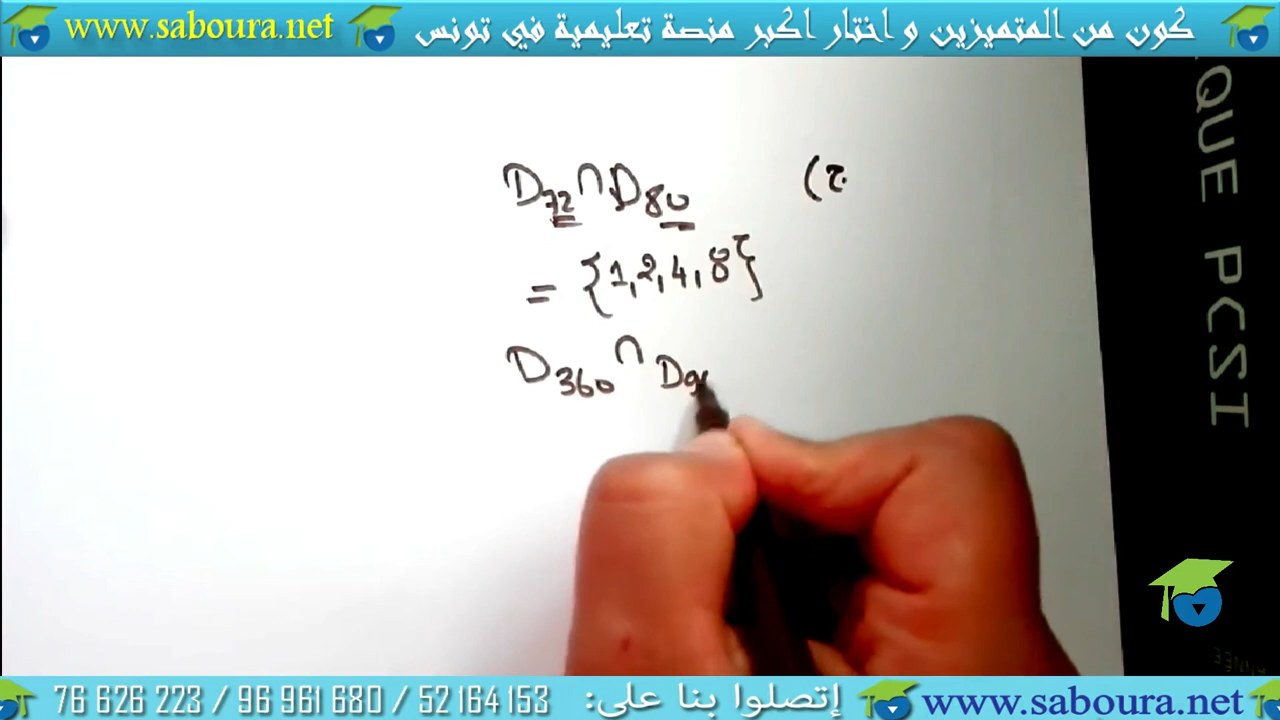 www.saboura.net كون من المتميزين و اختار اكبر منصة تعليمية في تونس
D72∩D80 (ج
= {1,2,4,8}
D360∩D9
QUE PCSI
76 626 223 / 96 961 680 / 52 164 153 إتصلوا بنا على: www.saboura.net